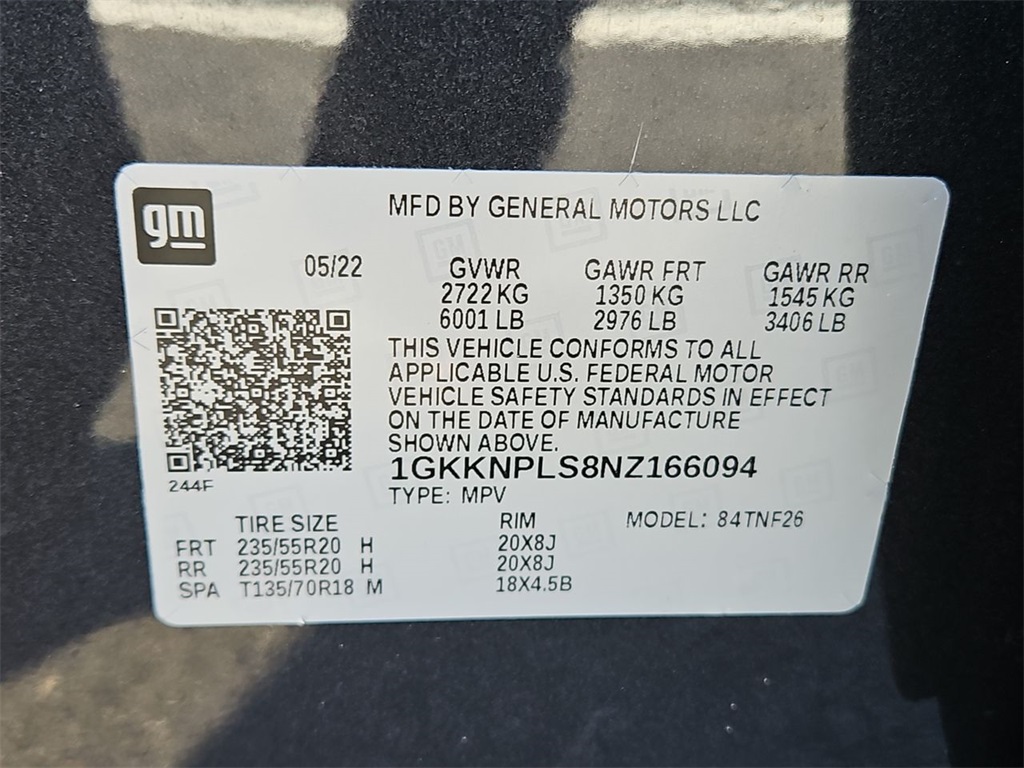 gm
MFD BY GENERAL MOTORS LLC
05/22
GVWR GAWR FRT GAWR RR
2722 KG 1350 KG 1545 KG
6001 LB 2976 LB 3406 LB
THIS VEHICLE CONFORMS TO ALL
APPLICABLE U.S. FEDERAL MOTOR
VEHICLE SAFETY STANDARDS IN EFFECT
ON THE DATE OF MANUFACTURE
SHOWN ABOVE.
1GKKNPLS8NZ166094
244F
TYPE: MPV
TIRE SIZE RIM MODEL: 84TNF26
FRT 235/55R20 H 20X8J
RR 235/55R20 H 20X8J
SPA T135/70R18 M 18X4.5B